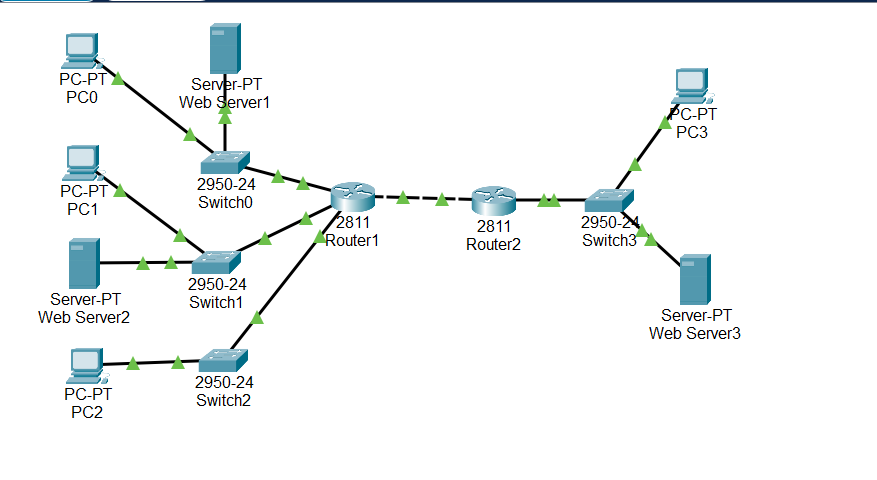 PC-PT
PC0
Server-PT
Web Server1
PC-PT
PC3
2950-24
Switch0
PC-PT
PC1
2811
Router1
2811
Router2
2950-24
Switch3
2950-24
Switch1
Server-PT
Web Server2
Server-PT
Web Server3
2950-24
Switch2
PC-PT
PC2